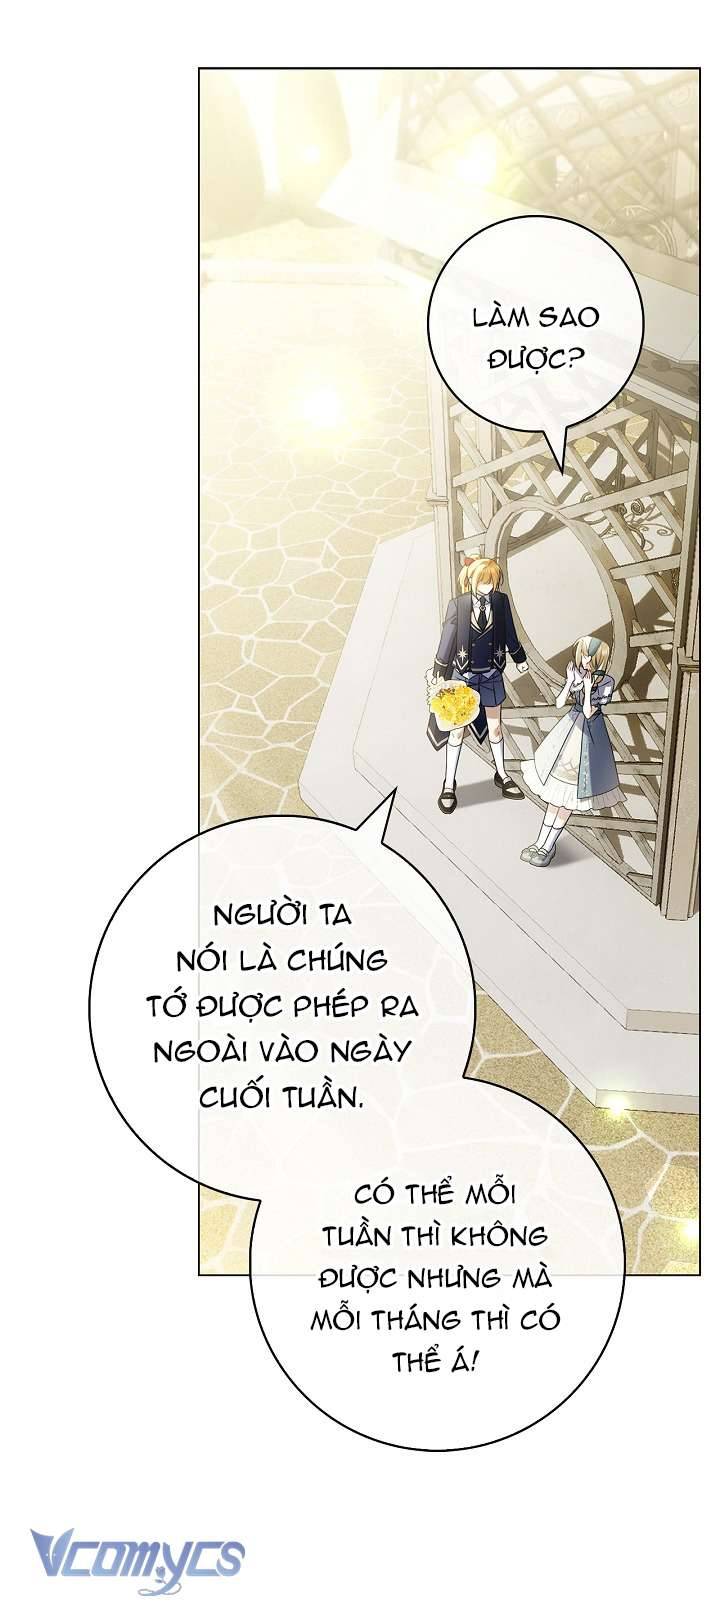 LÀM SAO
ĐƯỢC?
NGƯỜI TA
NÓI LÀ CHÚNG
TỚ ĐƯỢC PHÉP RA
NGOÀI VÀO NGÀY
CUỐI TUẦN.
CÓ THỂ MỖI
TUẦN THÌ KHÔNG
ĐƯỢC NHƯNG MÀ
MỖI THÁNG THÌ CÓ
THỂ Á!
VCOMYCS